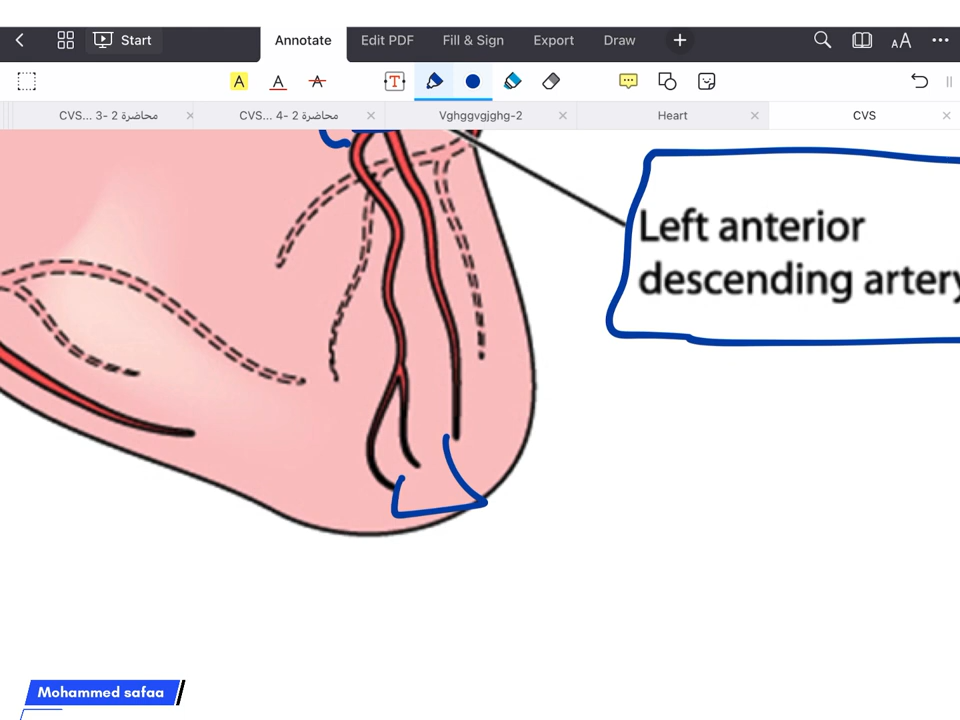 Start
Annotate
Edit PDF
Fill & Sign
Export
Draw
A
A
A
T
AA
CVS... 3- محاضرة 2
CVS... 4- محاضرة 2
Vghggvgjghg-2
Heart
CVS
Left anterior
descending artery
Mohammed safaa